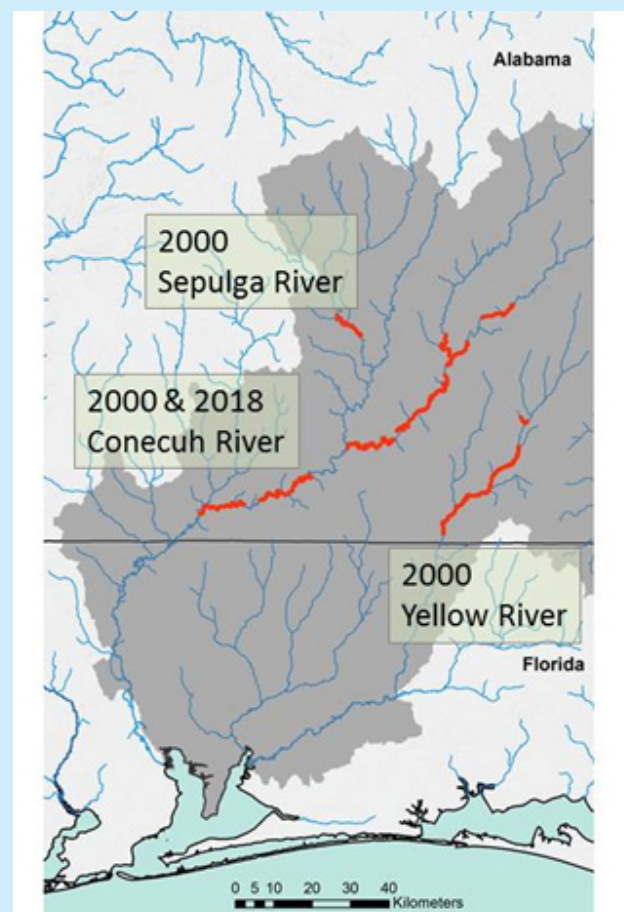 Alabama
2000
Sepulga River
2000 & 2018
Conecuh River
2000
Yellow River
Florida
0 5 10 20 30 40
Kilometers